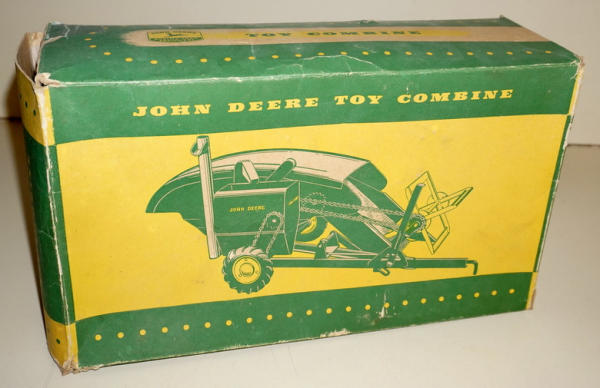 TOY COMBINE
JOHN DEERE TOY COMBINE
JOHN DEERE